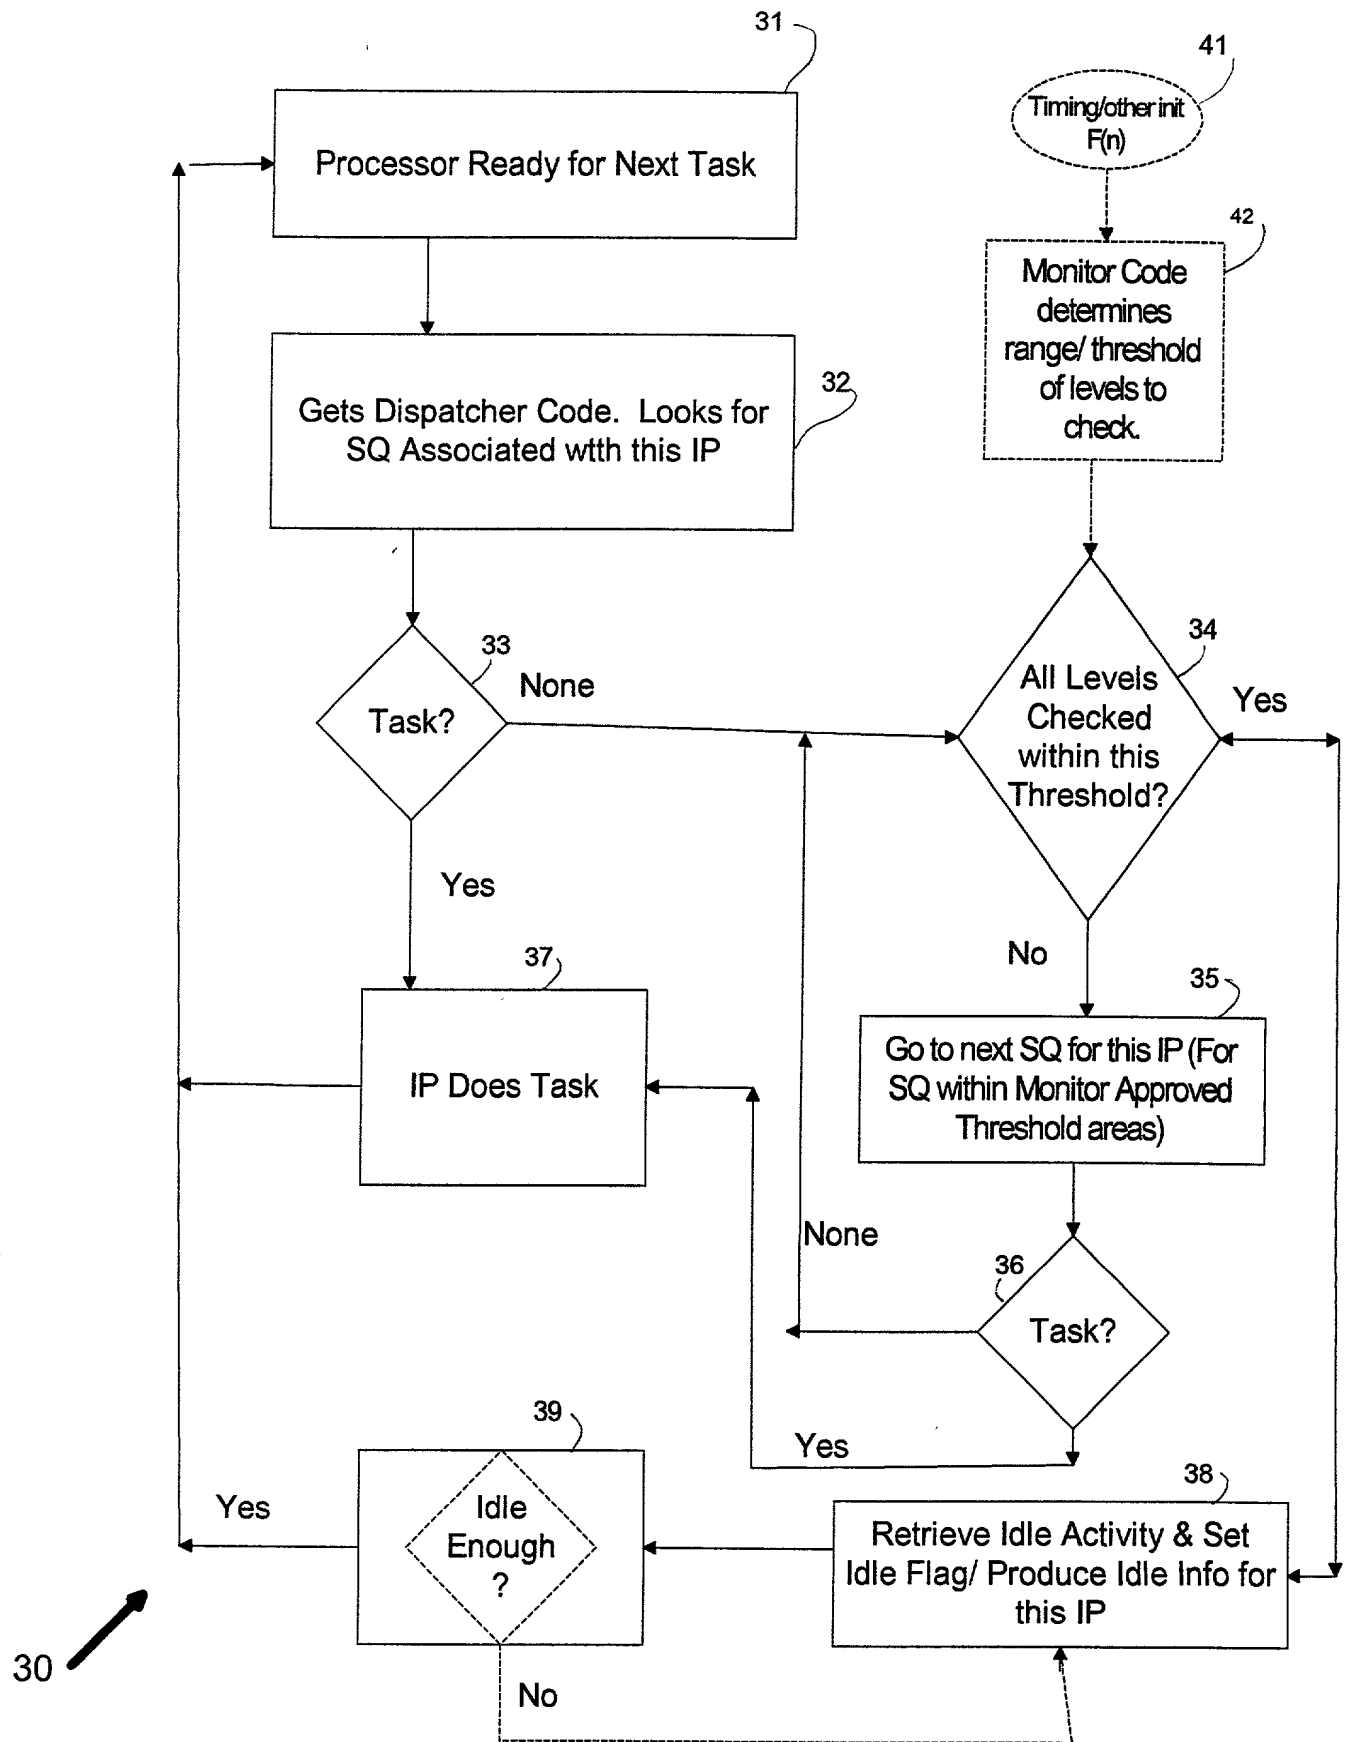 31
Processor Ready for Next Task
41
Timing/other init
F(n)
42
Monitor Code
determines
range/ threshold
of levels to
check.
32
Gets Dispatcher Code. Looks for
SQ Associated wtth this IP
33
Task?
None
Yes
34
All Levels
Checked
within this
Threshold?
Yes
No
35
Go to next SQ for this IP (For
SQ within Monitor Approved
Threshold areas)
37
IP Does Task
None
36
Task?
Yes
38
Retrieve Idle Activity & Set
Idle Flag/ Produce Idle Info for
this IP
39
Idle
Enough
?
Yes
No
30